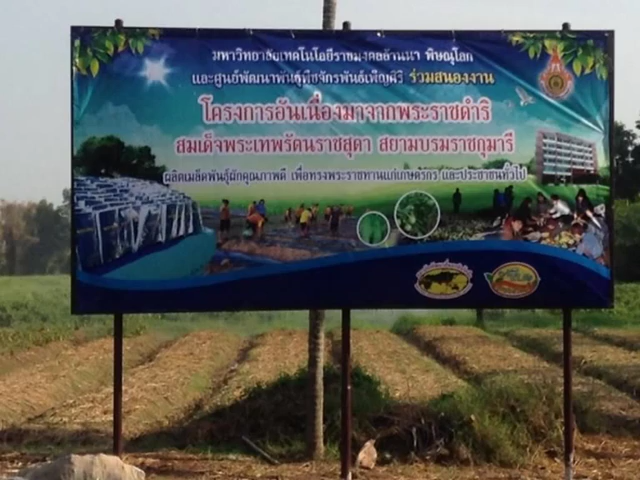 มหาวิทยาลัยเทคโนโลยีราชมงคลล้านนา พิษณุโลก
และศูนย์พัฒนาพันธุ์พืชจักรพันธ์เพ็ญศิริ ร่วมสนองงาน
โครงการอันเนื่องมาจากพระราชดำริ
สมเด็จพระเทพรัตนราชสุดา สยามบรมราชกุมารี
ผลิตเมล็ดพันธุ์ผักคุณภาพดี เพื่อทรงพระราชทานแก่เกษตรกร และประชาชนทั่วไป